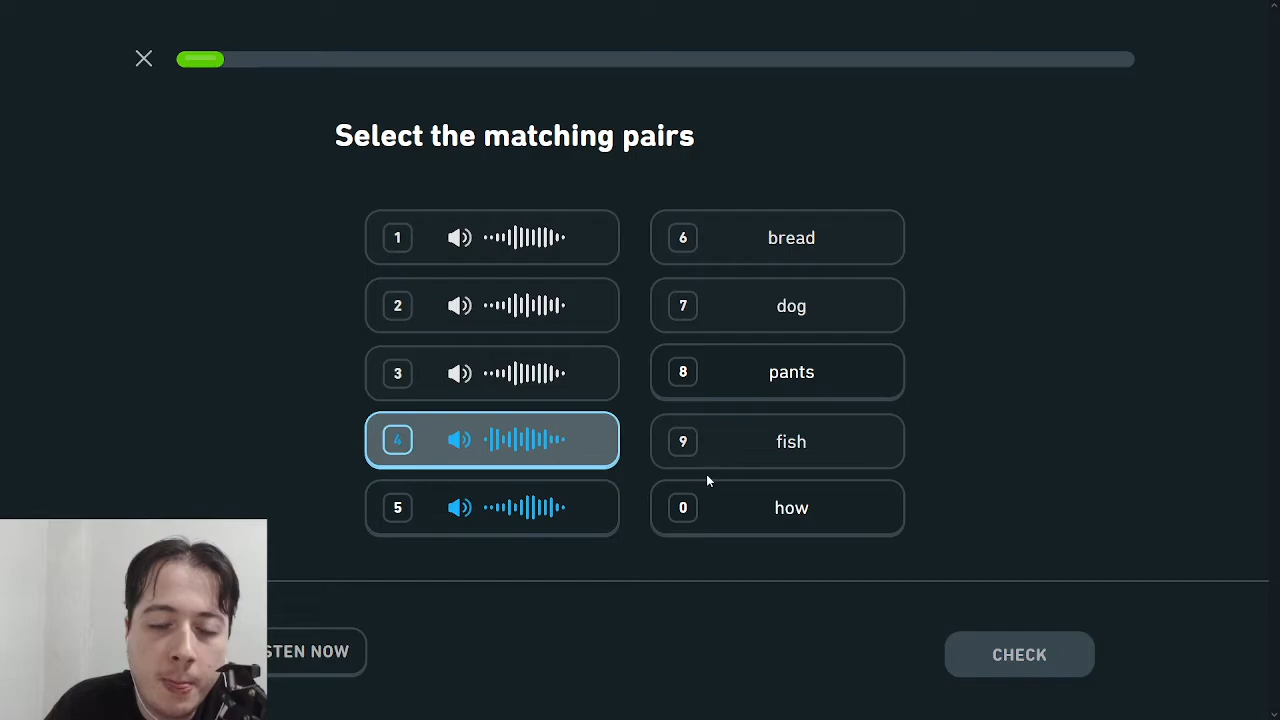 Select the matching pairs
1
6 bread
2
7 dog
3
8 pants
4
9 fish
5
0 how
STEN NOW
CHECK